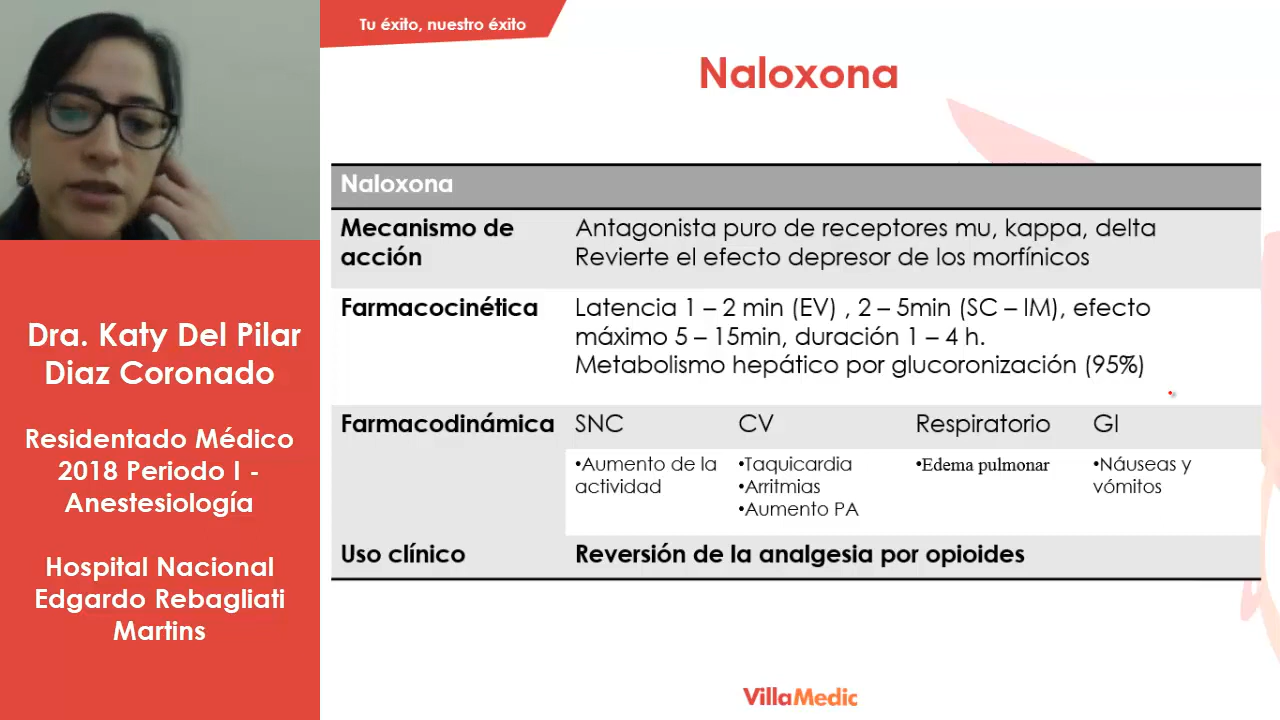 Tu éxito, nuestro éxito
Naloxona
Naloxona
Mecanismo de
acción
Antagonista puro de receptores mu, kappa, delta
Revierte el efecto depresor de los morfínicos
Farmacocinética
Latencia 1 – 2 min (EV) , 2 – 5min (SC – IM), efecto
máximo 5 – 15min, duración 1 – 4 h.
Metabolismo hepático por glucoronización (95%)
Farmacodinámica
SNC
CV
Respiratorio
GI
•Aumento de la
actividad
•Taquicardia
•Arritmias
•Aumento PA
•Edema pulmonar
•Náuseas y
vómitos
Uso clínico
Reversión de la analgesia por opioides
Dra. Katy Del Pilar
Diaz Coronado
Residentado Médico
2018 Periodo I -
Anestesiología
Hospital Nacional
Edgardo Rebagliati
Martins
VillaMedic